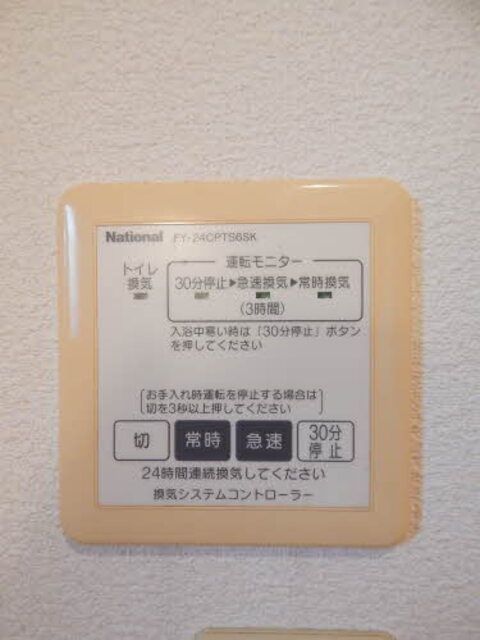 National FY-24CPTS6SK
トイレ
換気
運転モニター
30分停止▶急速換気▶常時換気
(3時間)
入浴中寒い時は「30分停止」ボタン
を押してください
お手入れ時運転を停止する場合は
切を3秒以上押してください
切 常時 急速 30分
停止
24時間連続換気してください
換気システムコントローラー